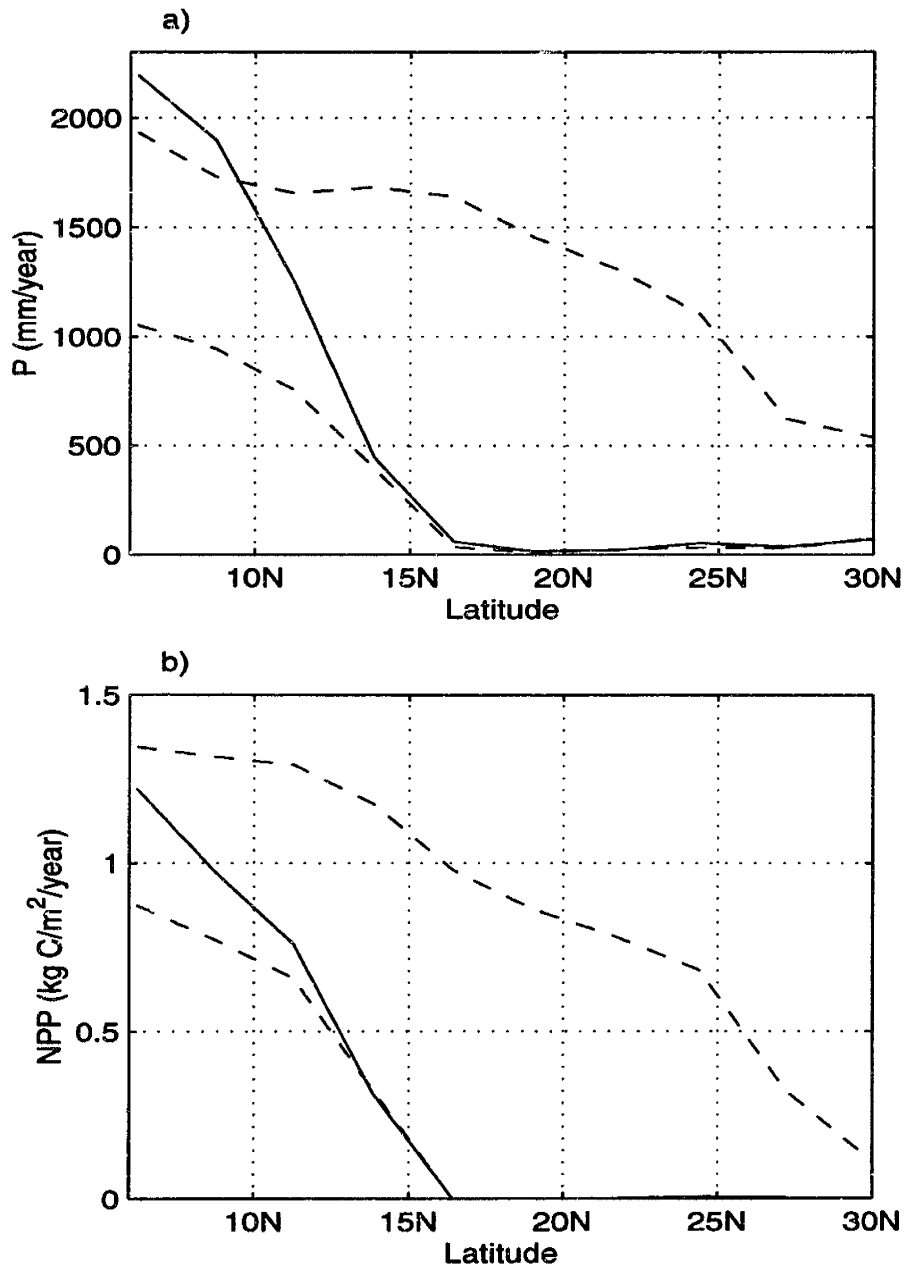 a)
2000
1500
1000
500
0
P (mm/year)
10N 15N 20N 25N 30N
Latitude
b)
1.5
1
0.5
0
NPP (kg C/m²/year)
10N 15N 20N 25N 30N
Latitude